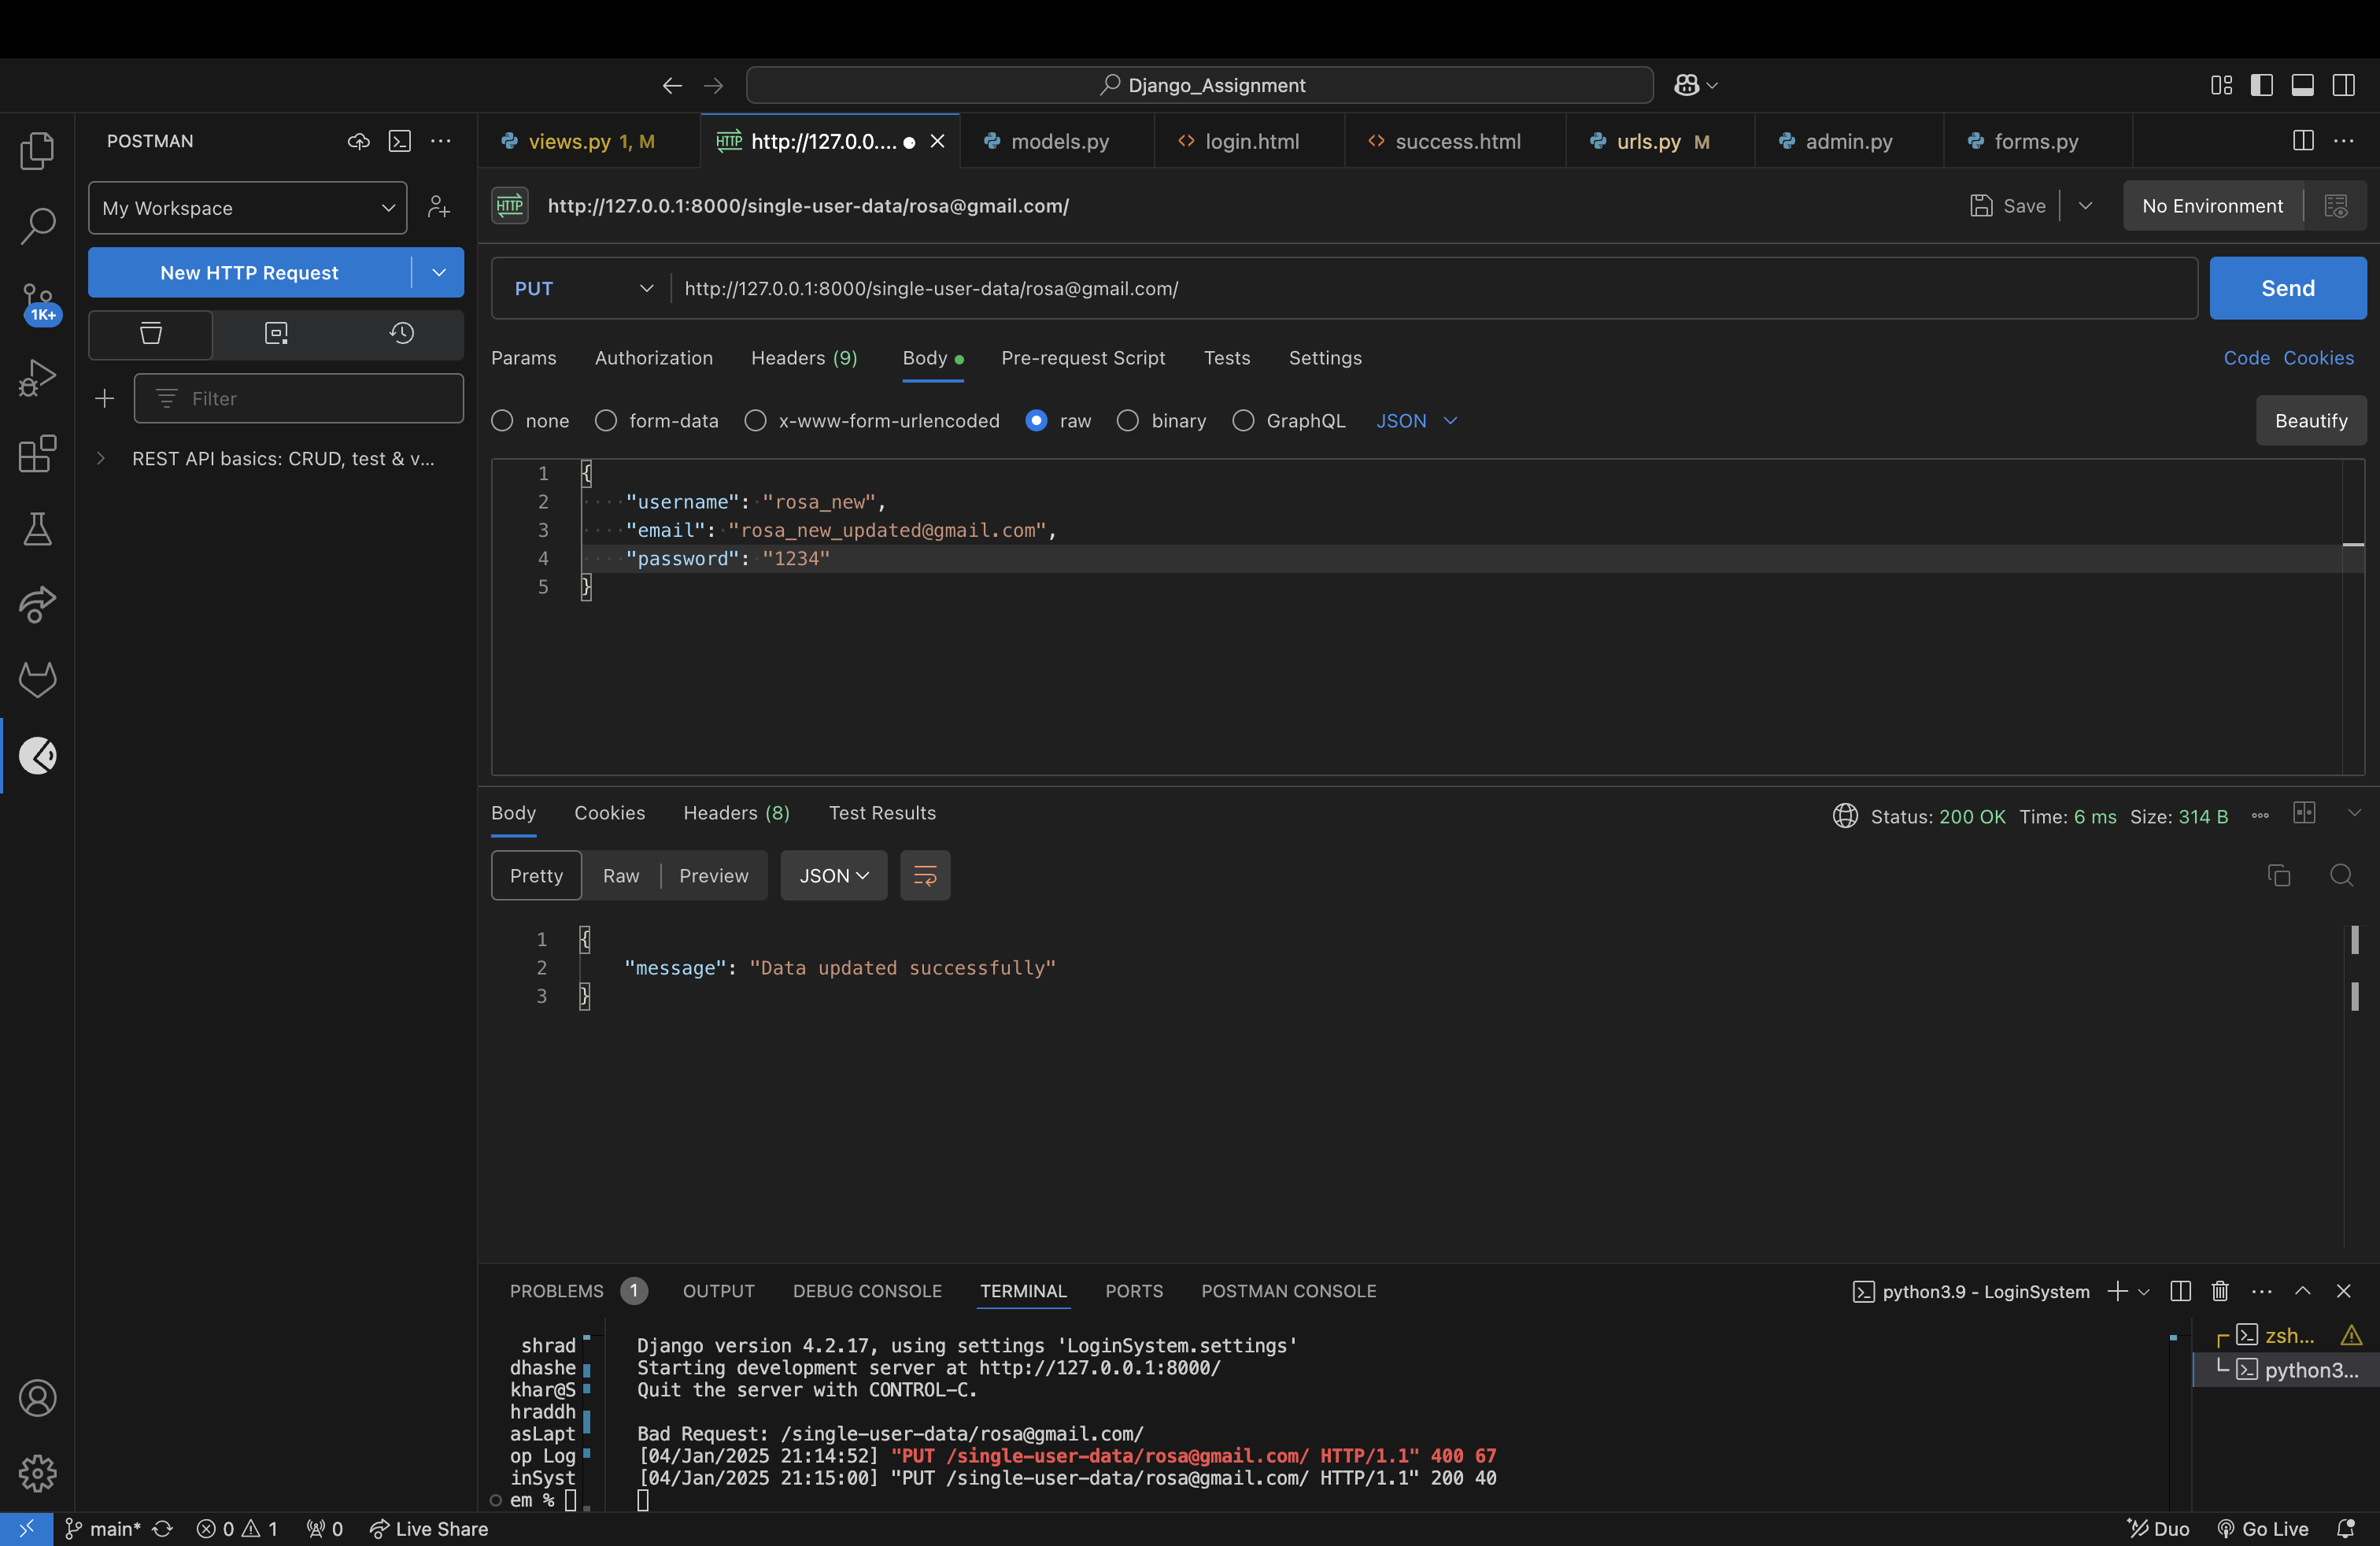 Django_Assignment
POSTMAN
views.py 1, M
http://127.0.0....
models.py
login.html
success.html
urls.py M
admin.py
forms.py
My Workspace
HTTP
http://127.0.0.1:8000/single-user-data/rosa@gmail.com/
Save
No Environment
New HTTP Request
PUT
http://127.0.0.1:8000/single-user-data/rosa@gmail.com/
Send
1K+
Params
Authorization
Headers (9)
Body
Pre-request Script
Tests
Settings
Code
Cookies
Filter
none
form-data
x-www-form-urlencoded
raw
binary
GraphQL
JSON
Beautify
REST API basics: CRUD, test & v...
1 {
2 "username": "rosa_new",
3 "email": "rosa_new_updated@gmail.com",
4 "password": "1234"
5 }
Body
Cookies
Headers (8)
Test Results
Status: 200 OK Time: 6 ms Size: 314 B
Pretty
Raw
Preview
JSON
1 {
2 "message": "Data updated successfully"
3 }
PROBLEMS 1
OUTPUT
DEBUG CONSOLE
TERMINAL
PORTS
POSTMAN CONSOLE
python3.9 - LoginSystem
shrad
dhashe
khar@S
hraddh
asLapt
op Log
inSyst
em %
Django version 4.2.17, using settings 'LoginSystem.settings'
Starting development server at http://127.0.0.1:8000/
Quit the server with CONTROL-C.
Bad Request: /single-user-data/rosa@gmail.com/
[04/Jan/2025 21:14:52] "PUT /single-user-data/rosa@gmail.com/ HTTP/1.1" 400 67
[04/Jan/2025 21:15:00] "PUT /single-user-data/rosa@gmail.com/ HTTP/1.1" 200 40
zsh...
python3...
main*
0
1
0
Live Share
Duo
Go Live